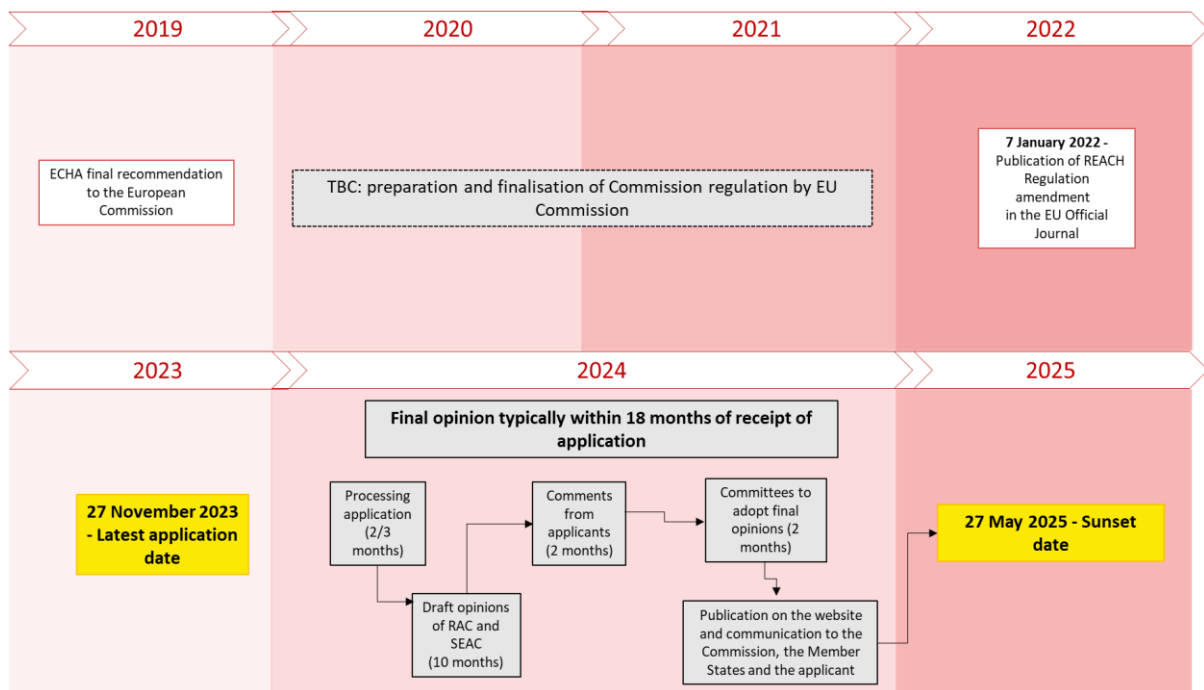 2019
2020
2021
2022
ECHA final recommendation
to the European
Commission
TBC: preparation and finalisation of Commission regulation by EU
Commission
7 January 2022 -
Publication of REACH
Regulation
amendment
in the EU Official
Journal
2023
2024
2025
Final opinion typically within 18 months of receipt of
application
27 November 2023
- Latest application
date
Processing
application
(2/3
months)
Draft opinions
of RAC and
SEAC
(10 months)
Comments
from
applicants
(2 months)
Committees to
adopt final
opinions (2
months)
Publication on the website
and communication to the
Commission, the Member
States and the applicant
27 May 2025 - Sunset
date